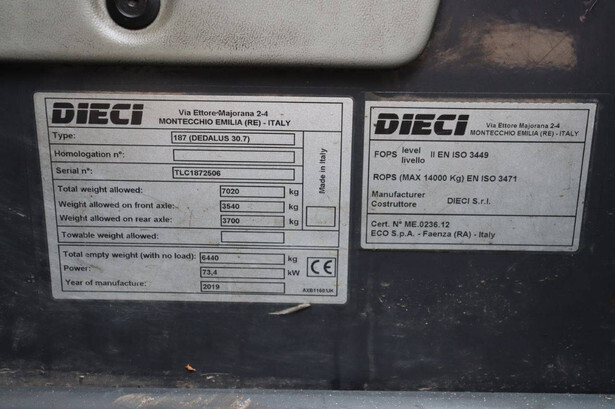 DIECI
Via Ettore Majorana 2-4
MONTECCHIO EMILIA (RE) - ITALY
Type: 187 (DEDALUS 30.7)
Homologation n°:
Serial n°: TLC1872506
Made in Italy
Total weight allowed: 7020 kg
Weight allowed on front axle: 3540 kg
Weight allowed on rear axle: 3700 kg
Towable weight allowed:
Total empty weight (with no load): 6440 kg
Power: 73,4 kW
Year of manufacture: 2019
CE
AXB1160/UK
DIECI
Via Ettore Majorana 2-4
MONTECCHIO EMILIA (RE) - ITALY
FOPS level livello II EN ISO 3449
ROPS (MAX 14000 Kg) EN ISO 3471
Manufacturer
Costruttore DIECI S.r.l.
Cert. N° ME.0236.12
ECO S.p.A. - Faenza (RA) - Italy